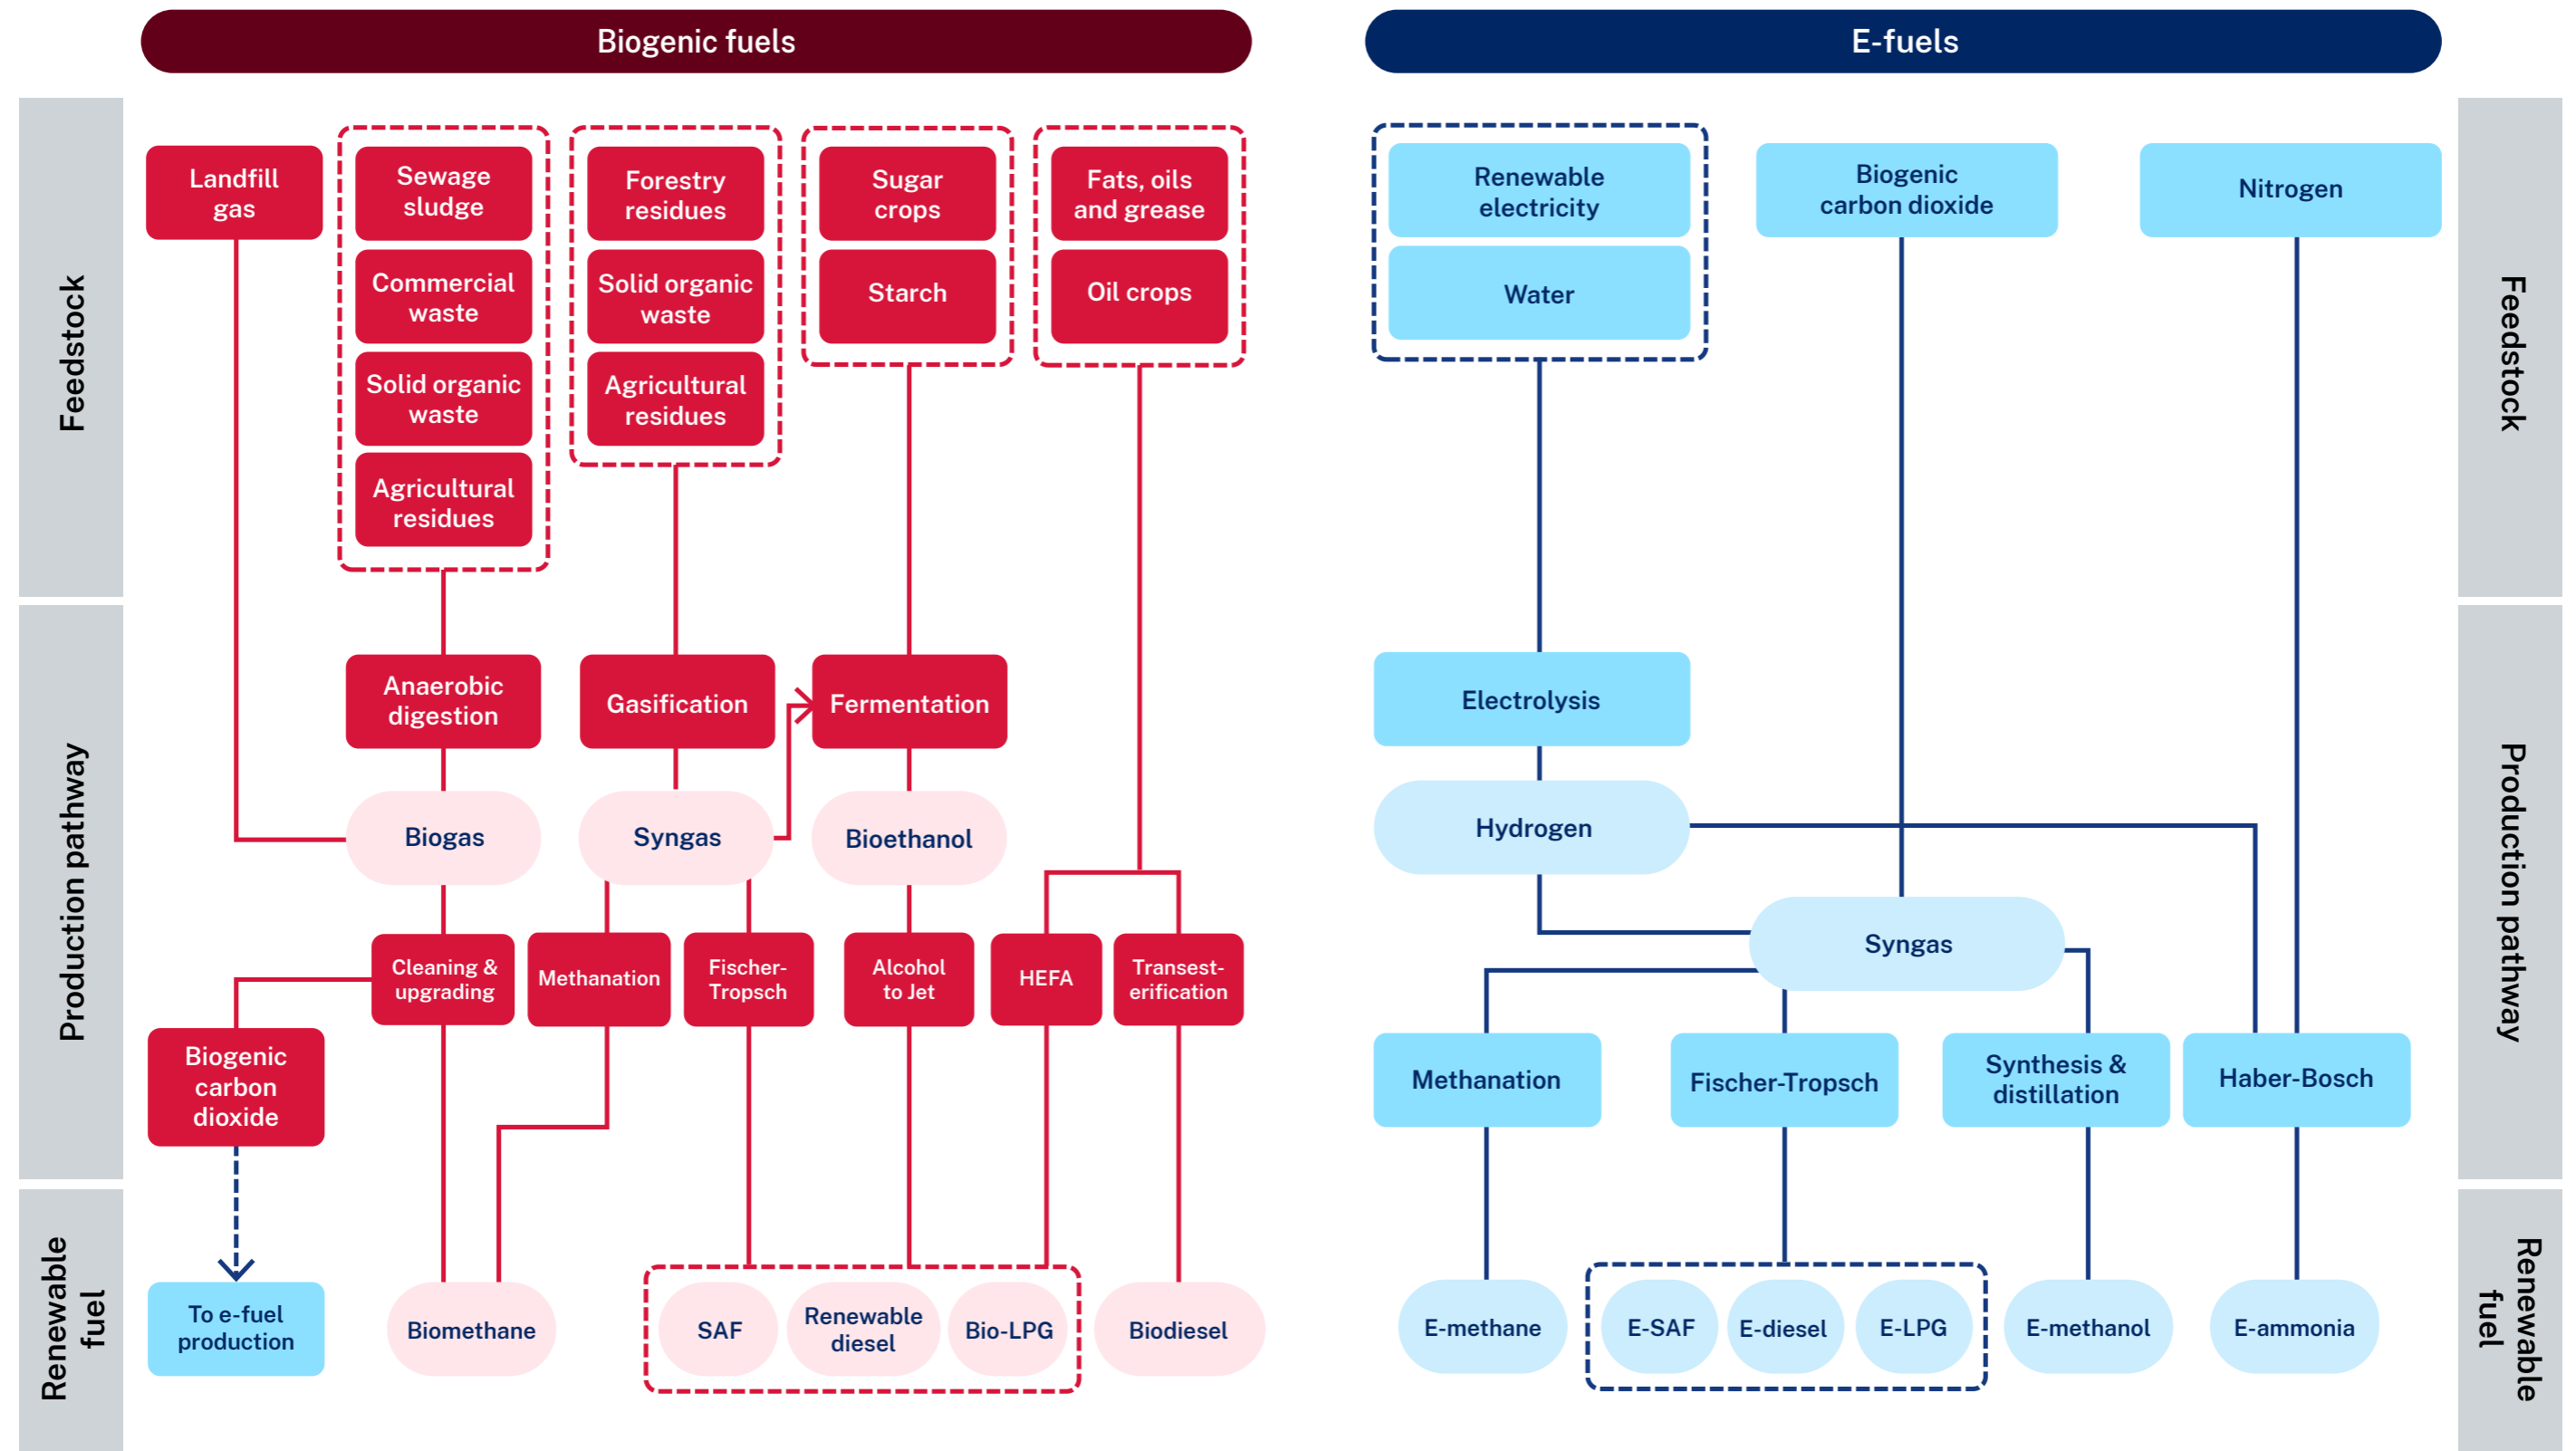 Biogenic fuels
E-fuels
Feedstock
Landfill
gas
Sewage
sludge
Commercial
waste
Solid organic
waste
Agricultural
residues
Forestry
residues
Solid organic
waste
Agricultural
residues
Sugar
crops
Starch
Fats, oils
and grease
Oil crops
Renewable
electricity
Water
Biogenic
carbon dioxide
Nitrogen
Feedstock
Production pathway
Anaerobic
digestion
Gasification
Fermentation
Biogas
Syngas
Bioethanol
Cleaning &
upgrading
Methanation
Fischer-
Tropsch
Alcohol
to Jet
HEFA
Transest-
erification
Biogenic
carbon
dioxide
Electrolysis
Hydrogen
Syngas
Methanation
Fischer-Tropsch
Synthesis &
distillation
Haber-Bosch
Production pathway
Renewable
fuel
To e-fuel
production
Biomethane
SAF
Renewable
diesel
Bio-LPG
Biodiesel
E-methane
E-SAF
E-diesel
E-LPG
E-methanol
E-ammonia
Renewable
fuel